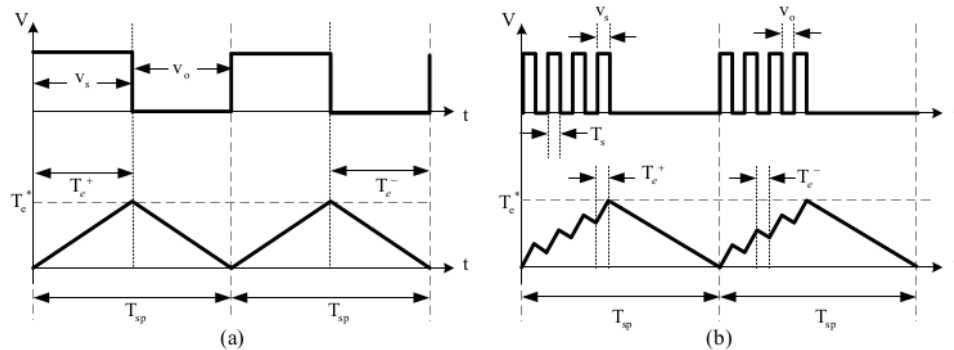 V
v_s
v_o
t
T_e^+
T_e^-
T_e^*
t
T_sp
T_sp
(a)
V
v_s
v_o
t
T_s
T_e^+
T_e^-
T_e^*
t
T_sp
T_sp
(b)